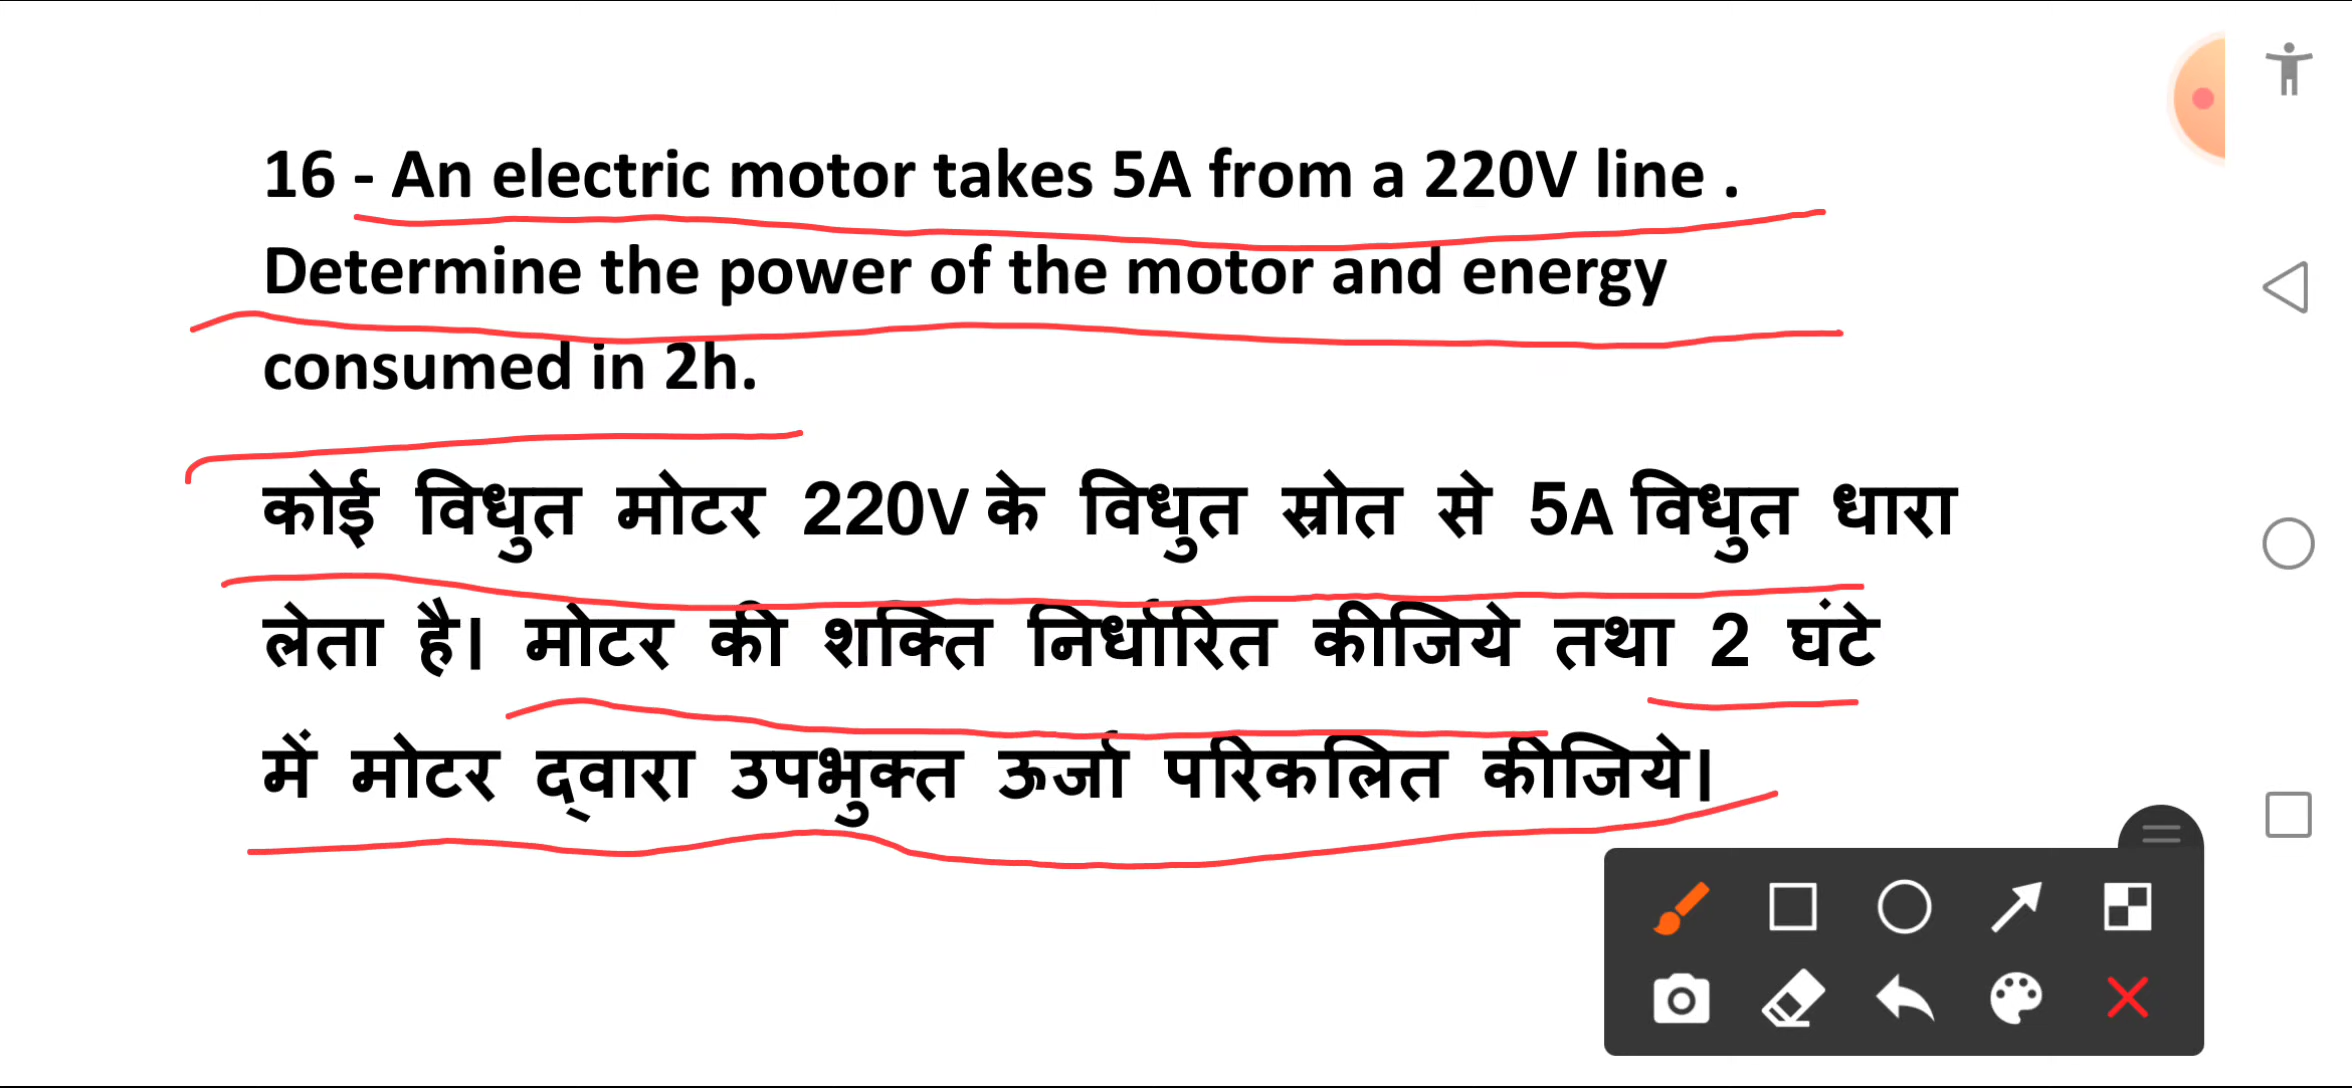 16 - An electric motor takes 5A from a 220V line .
Determine the power of the motor and energy
consumed in 2h.
कोई विधुत मोटर 220V के विधुत स्रोत से 5A विधुत धारा
लेता है। मोटर की शक्ति निर्धारित कीजिये तथा 2 घंटे
में मोटर द्वारा उपभुक्त ऊर्जा परिकलित कीजिये।